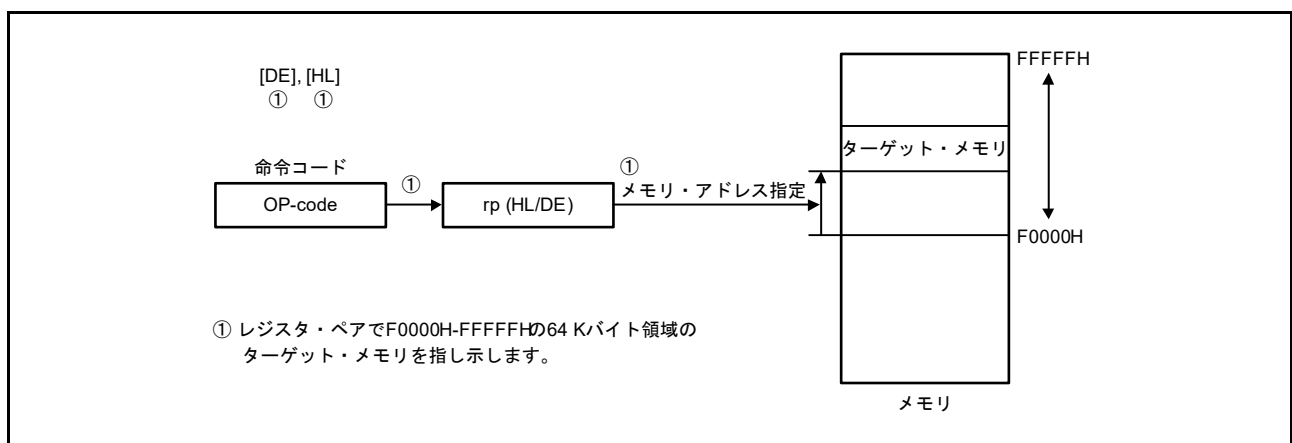 [DE], [HL]
① ①
命令コード
OP-code
①
rp (HL/DE)
①
メモリ・アドレス指定
FFFFFH
ターゲット・メモリ
F0000H
メモリ
① レジスタ・ペアでF0000H-FFFFFHの64 Kバイト領域の
ターゲット・メモリを指し示します。